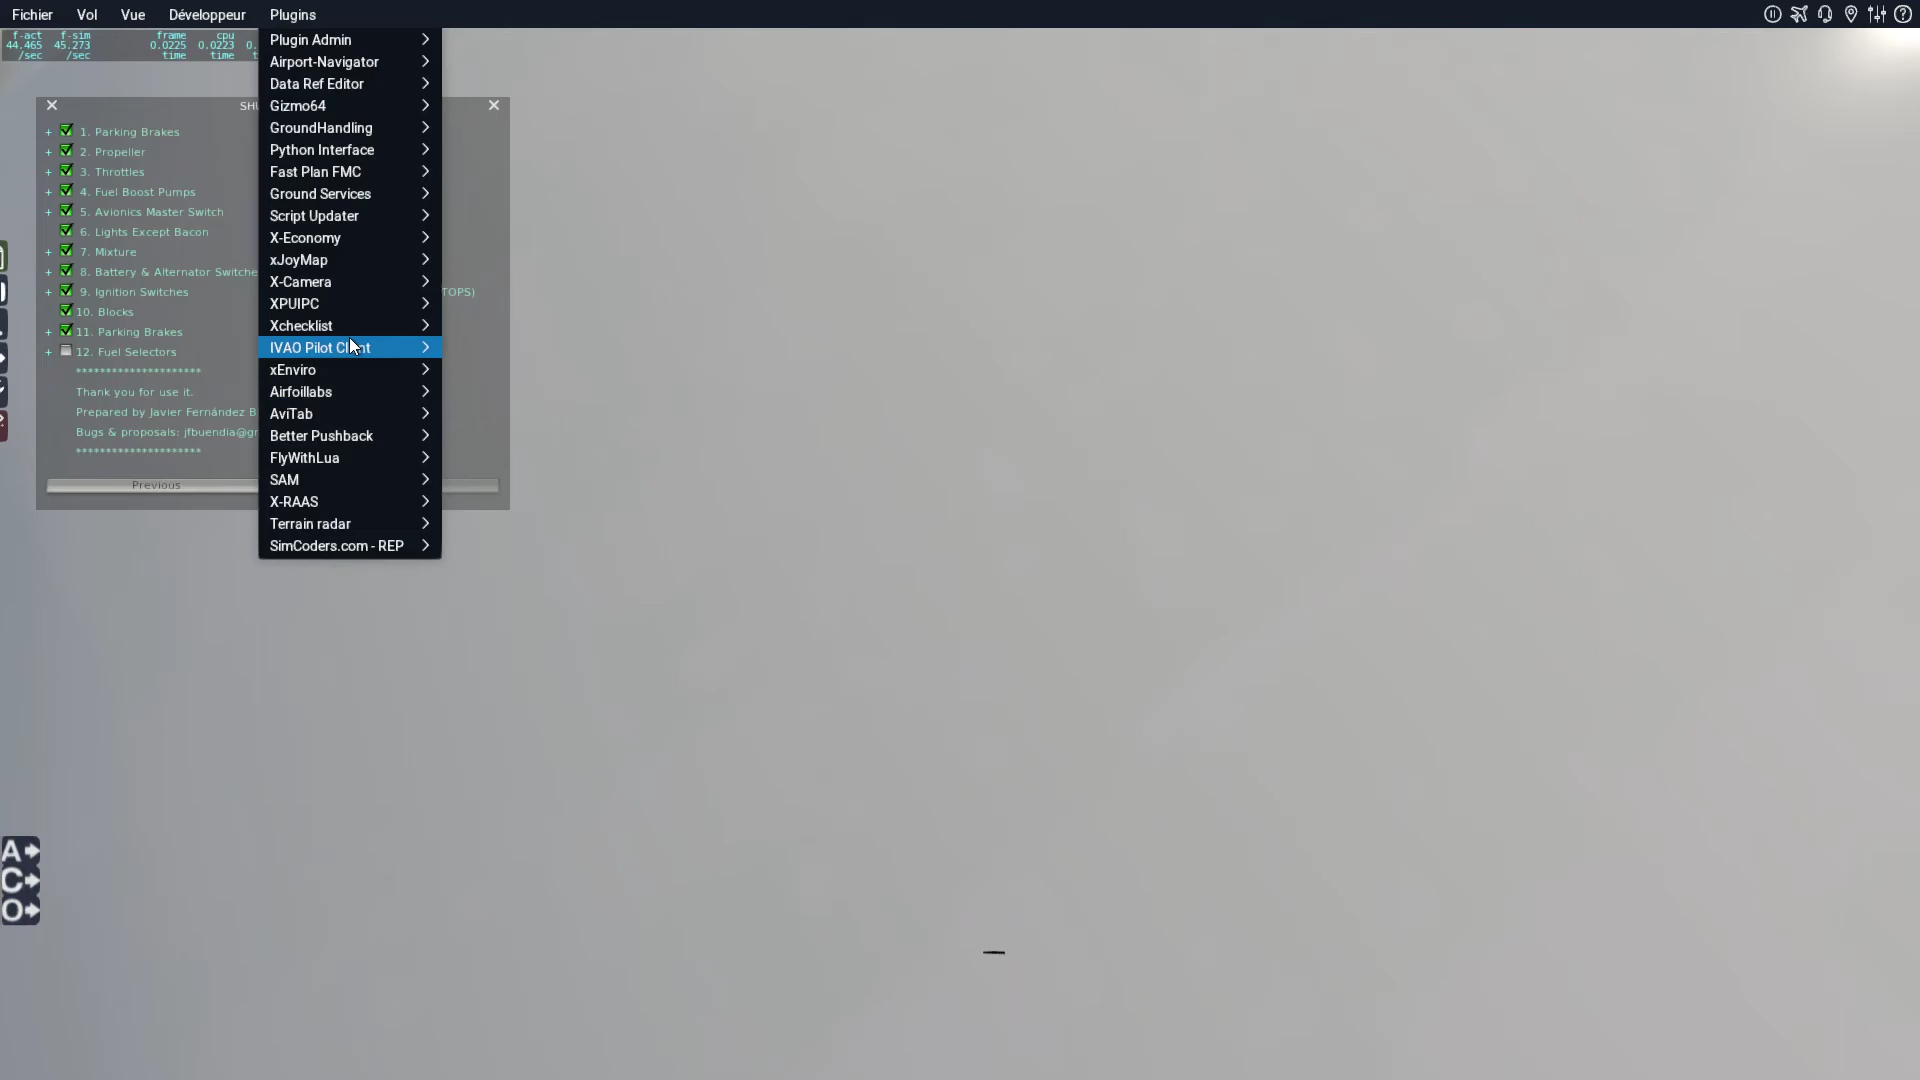 Fichier Vol Vue Développeur Plugins
f-act f-sim frame cpu
44.465 45.273 0.0225 0.0223 0.
/sec /sec time time
Plugin Admin
Airport-Navigator
Data Ref Editor
Gizmo64
GroundHandling
Python Interface
Fast Plan FMC
Ground Services
Script Updater
X-Economy
xJoyMap
X-Camera
XPUIPC
Xchecklist
IVAO Pilot Client
xEnviro
Airfoillabs
AviTab
Better Pushback
FlyWithLua
SAM
X-RAAS
Terrain radar
SimCoders.com - REP
SHU
+ 1. Parking Brakes
+ 2. Propeller
+ 3. Throttles
+ 4. Fuel Boost Pumps
+ 5. Avionics Master Switch
6. Lights Except Bacon
+ 7. Mixture
+ 8. Battery & Alternator Switche
+ 9. Ignition Switches TOPS)
10. Blocks
+ 11. Parking Brakes
+ 12. Fuel Selectors
*********************
Thank you for use it.
Prepared by Javier Fernández B
Bugs & proposals: jfbuendia@g
*********************
Previous
A
C
O